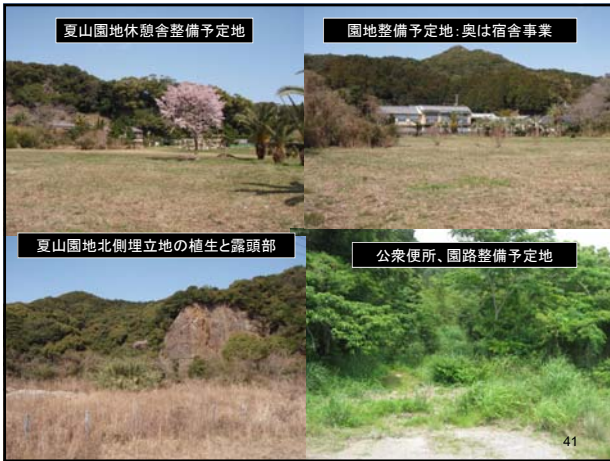 夏山園地休憩舎整備予定地
園地整備予定地：奥は宿舎事業
夏山園地北側埋立地の植生と露頭部
公衆便所、園路整備予定地
41